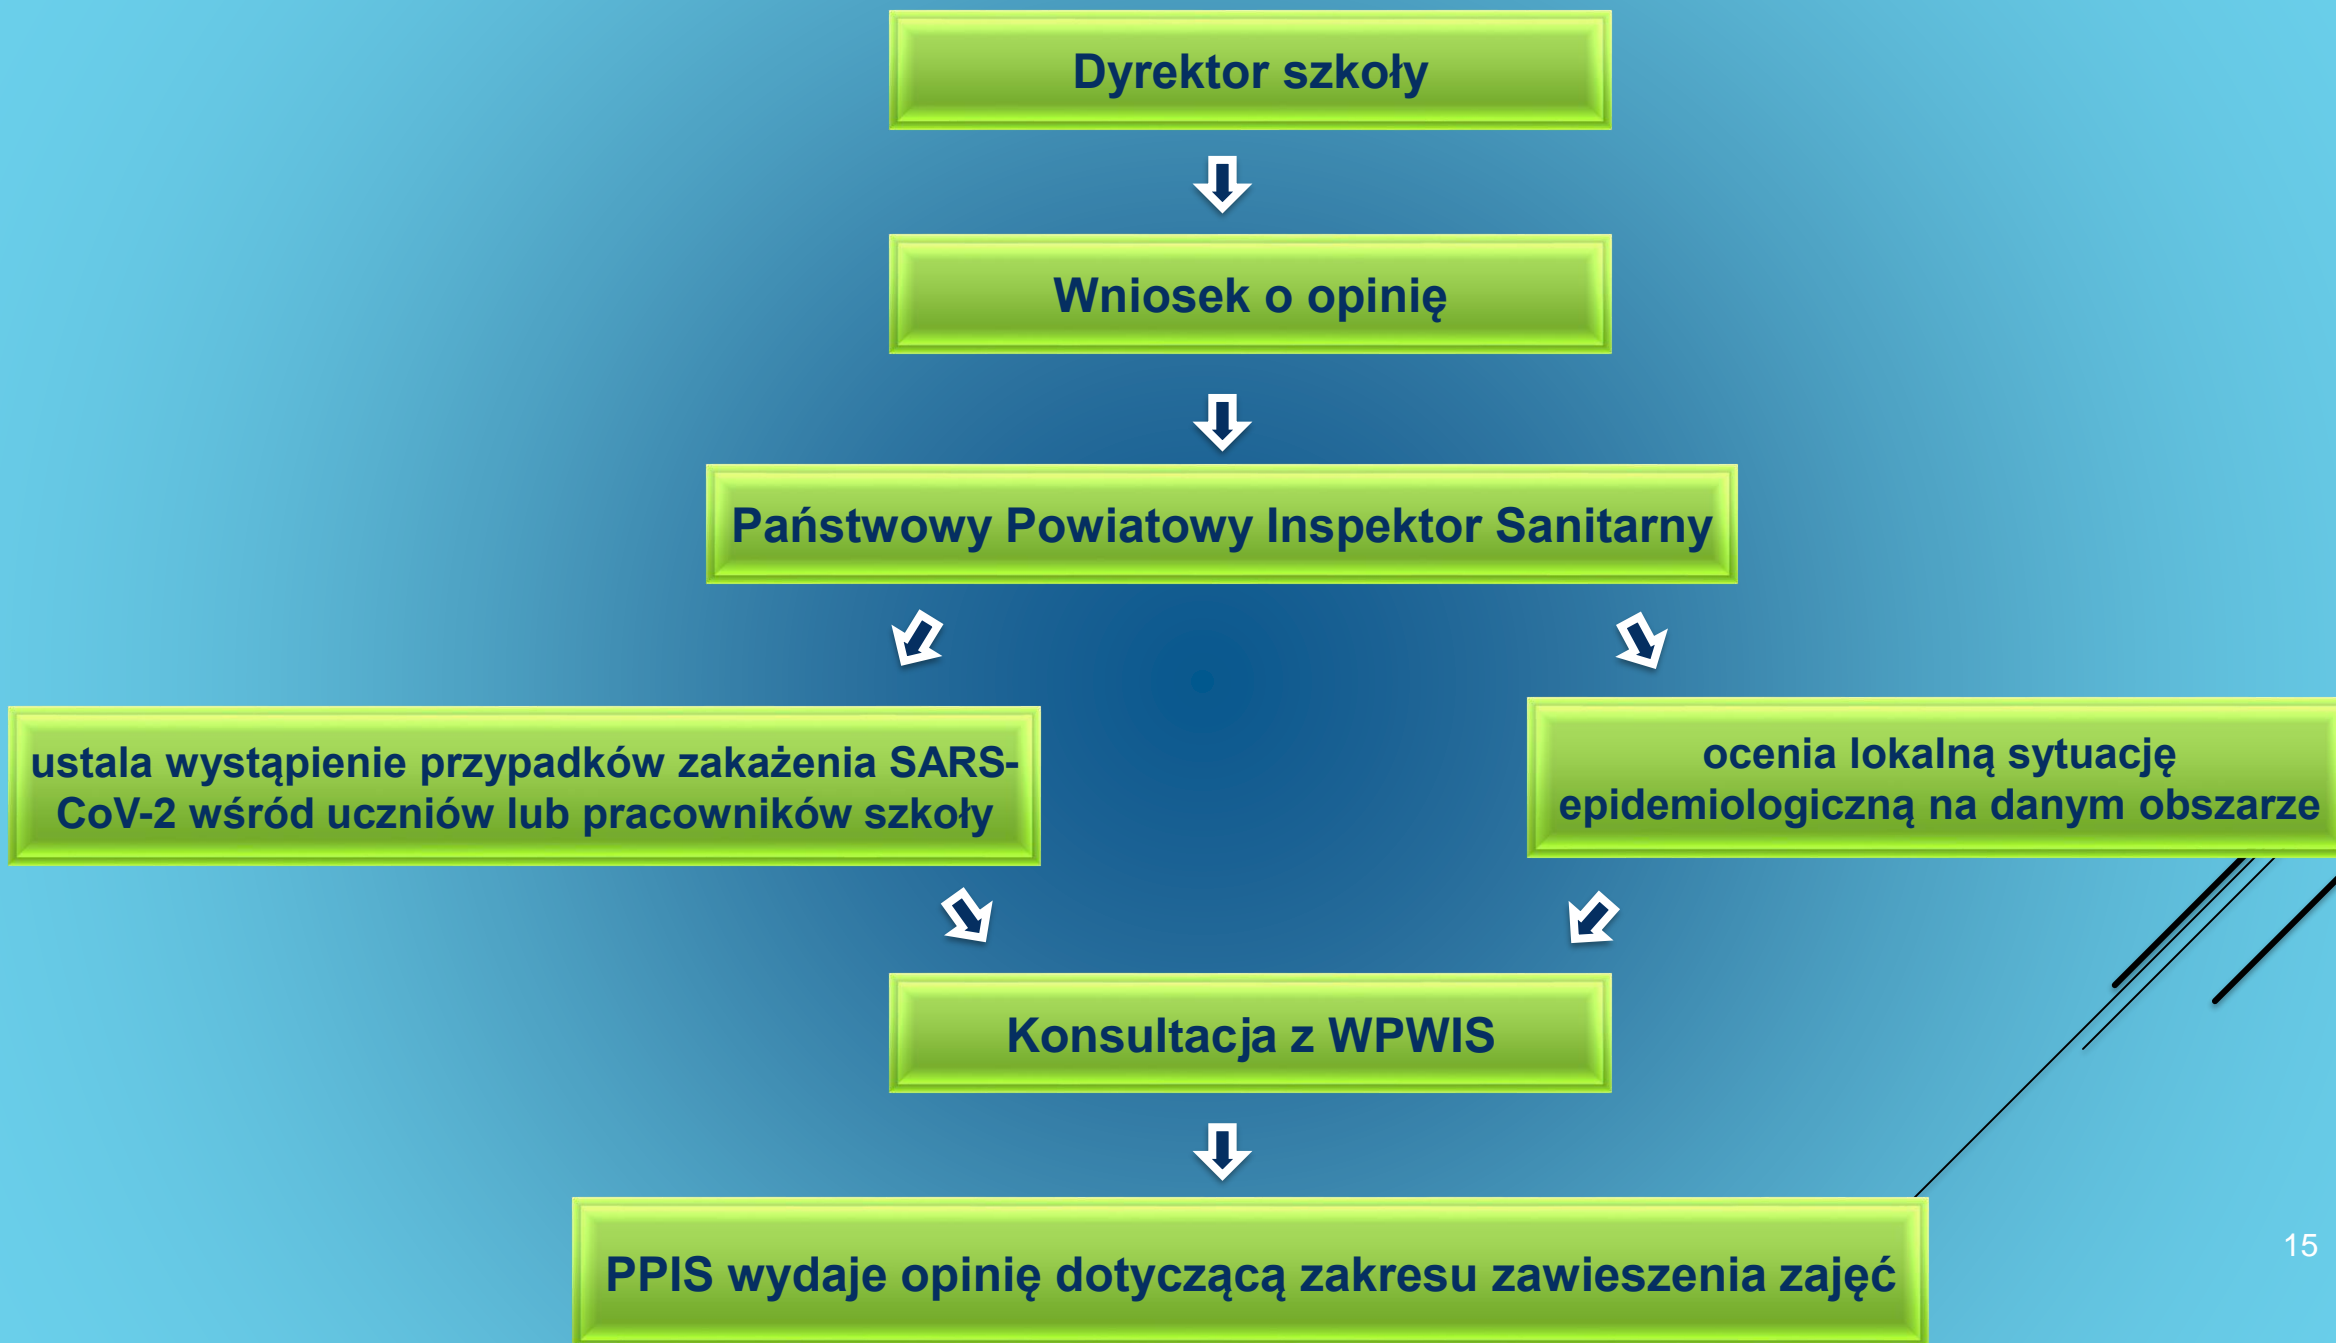 Dyrektor szkoły
Wniosek o opinię
Państwowy Powiatowy Inspektor Sanitarny
ustala wystąpienie przypadków zakażenia SARS-
CoV-2 wśród uczniów lub pracowników szkoły
ocenia lokalną sytuację
epidemiologiczną na danym obszarze
Konsultacja z WPWIS
PPIS wydaje opinię dotyczącą zakresu zawieszenia zajęć
15